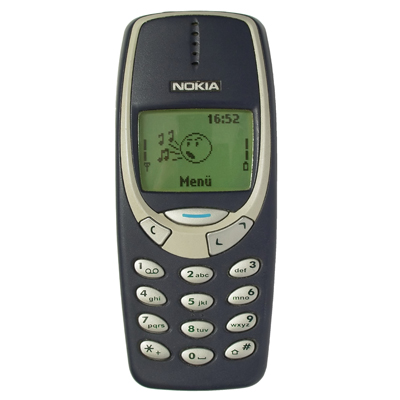 NOKIA
16:52
Menü
C
1
2 abc
def 3
4 ghi
5 jkl
mno 6
7 pqrs
8 tuv
wxyz 9
* +
0
⇧ #